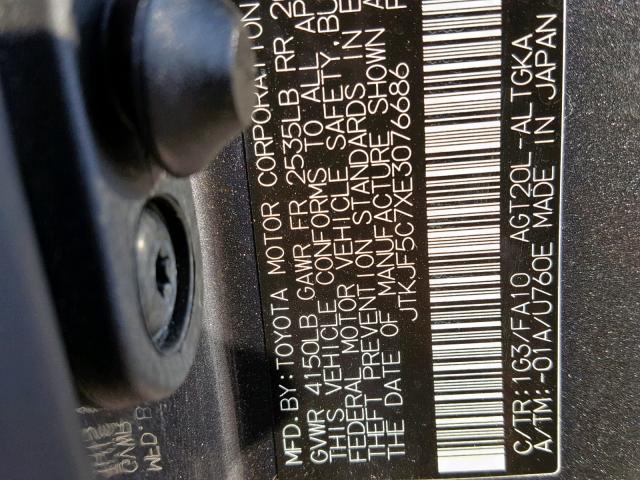 MFD.BY:TOYOTA MOTOR CORPORATION
GVWR 4150LB GAWR FR 2535LB RR
THIS VEHICLE CONFORMS TO ALL AP
FEDERAL MOTOR VEHICLE SAFETY, BU
THEFT PREVENTION STANDARDS IN E
THE DATE OF MANUFACTURE SHOWN A
JTKJF5C7XE3076686
C/TR:1G3/FA10 AGT20L-ALTGKA
A/TM:-01A/U760E MADE IN JAPAN
GVWR
MFD.B